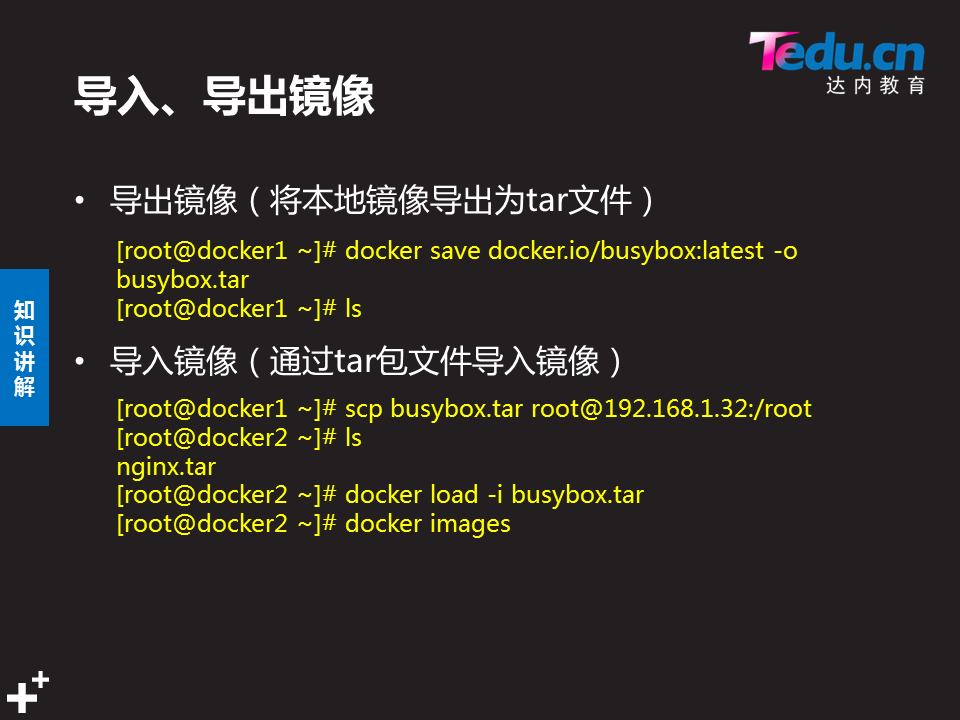 Tedu.cn
达内教育
导入、导出镜像
• 导出镜像（将本地镜像导出为tar文件）
[root@docker1 ~]# docker save docker.io/busybox:latest -o
busybox.tar
[root@docker1 ~]# ls
知识讲解
• 导入镜像（通过tar包文件导入镜像）
[root@docker1 ~]# scp busybox.tar root@192.168.1.32:/root
[root@docker2 ~]# ls
nginx.tar
[root@docker2 ~]# docker load -i busybox.tar
[root@docker2 ~]# docker images